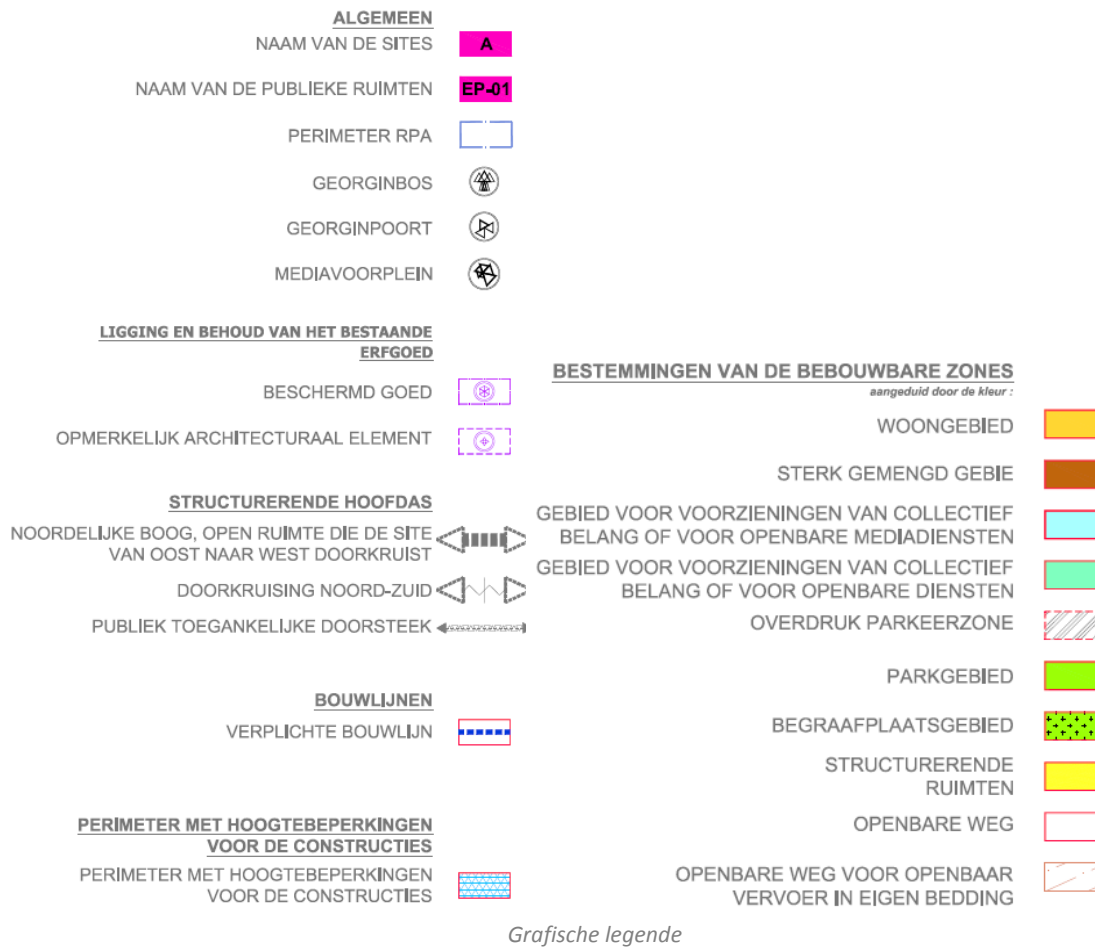 ALGEMEEN
NAAM VAN DE SITES
A
NAAM VAN DE PUBLIEKE RUIMTEN
EP-01
PERIMETER RPA
GEORGINBOS
GEORGINPOORT
MEDIAVOORPLEIN
LIGGING EN BEHOUD VAN HET BESTAANDE
ERFGOED
BESCHERMD GOED
OPMERKELIJK ARCHITECTURAAL ELEMENT
STRUCTURERENDE HOOFDAS
NOORDELIJKE BOOG, OPEN RUIMTE DIE DE SITE
VAN OOST NAAR WEST DOORKRUIST
DOORKRUISING NOORD-ZUID
PUBLIEK TOEGANKELIJKE DOORSTEEK
BOUWLIJNEN
VERPLICHTE BOUWLIJN
PERIMETER MET HOOGTEBEPERKINGEN
VOOR DE CONSTRUCTIES
PERIMETER MET HOOGTEBEPERKINGEN
VOOR DE CONSTRUCTIES
BESTEMMINGEN VAN DE BEBOUWBARE ZONES
aangeduid door de kleur :
WOONGEBIED
STERK GEMENGD GEBIE
GEBIED VOOR VOORZIENINGEN VAN COLLECTIEF
BELANG OF VOOR OPENBARE MEDIADIENSTEN
GEBIED VOOR VOORZIENINGEN VAN COLLECTIEF
BELANG OF VOOR OPENBARE DIENSTEN
OVERDRUK PARKEERZONE
PARKGEBIED
BEGRAAFPLAATSGEBIED
STRUCTURERENDE
RUIMTEN
OPENBARE WEG
OPENBARE WEG VOOR OPENBAAR
VERVOER IN EIGEN BEDDING
Grafische legende